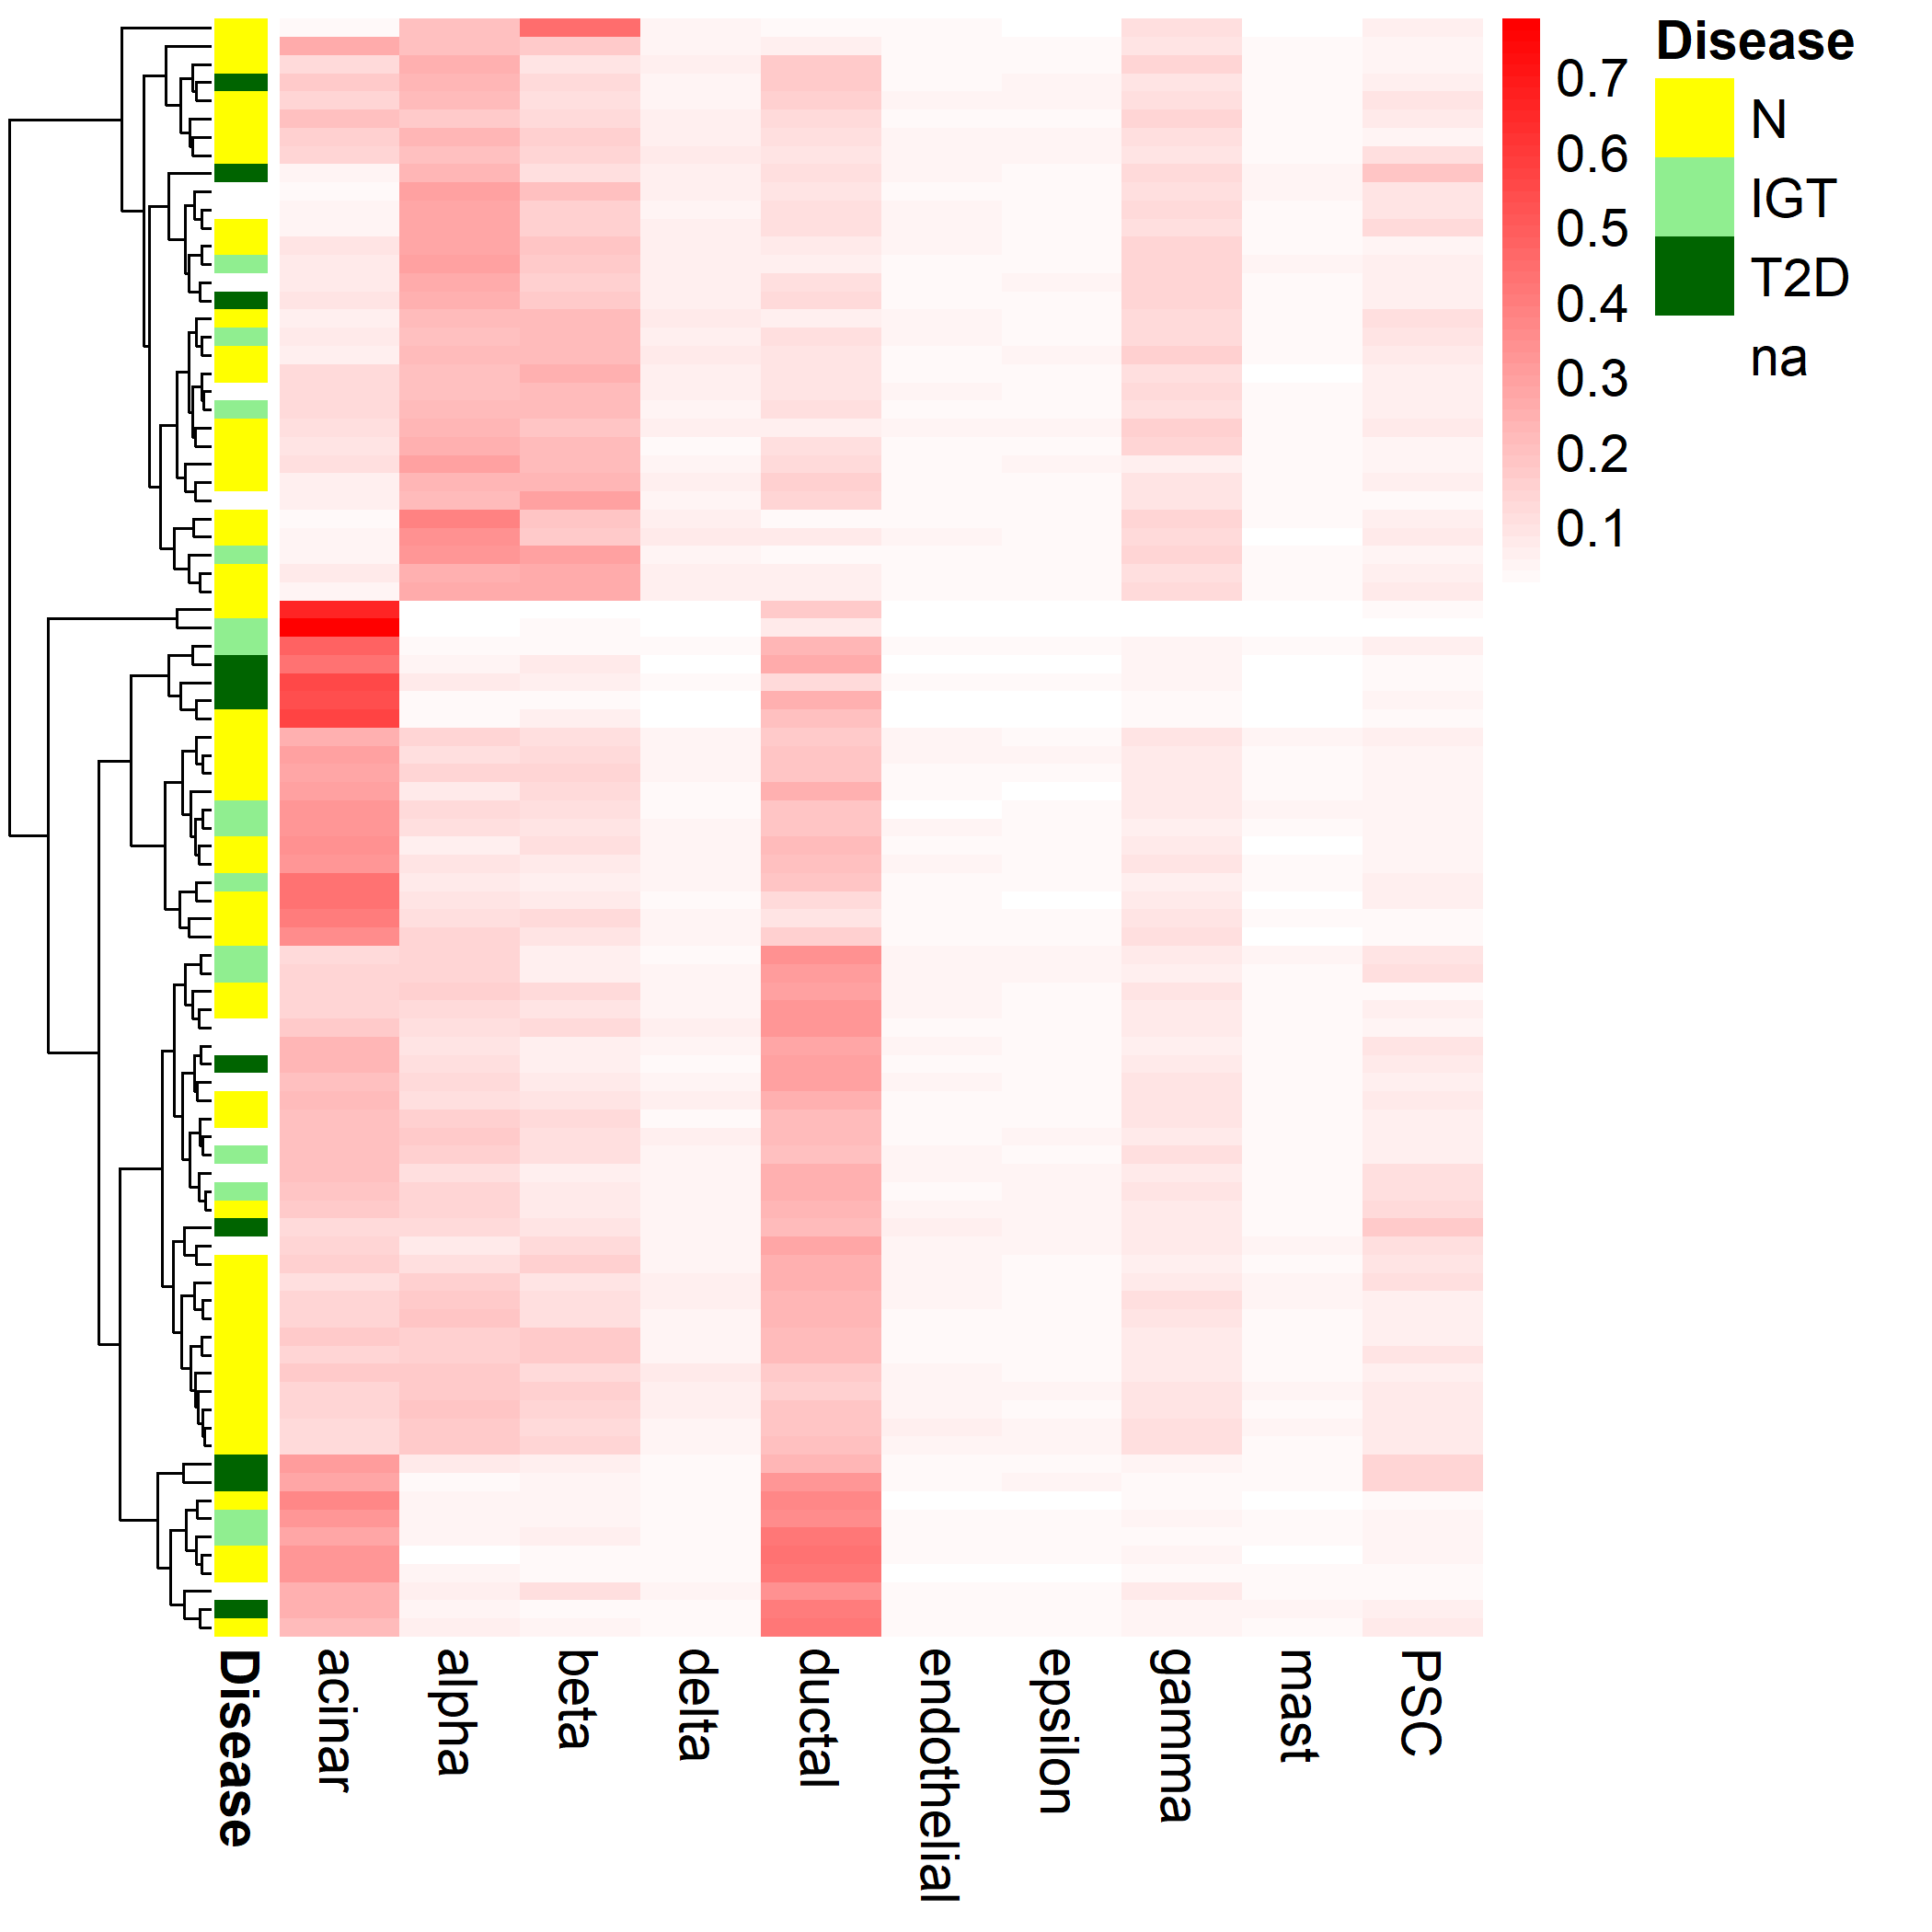 Disease
N
IGT
T2D
na
0.7
0.6
0.5
0.4
0.3
0.2
0.1
Disease
acinar
alpha
beta
delta
ductal
endothelial
epsilon
gamma
mast
PSC